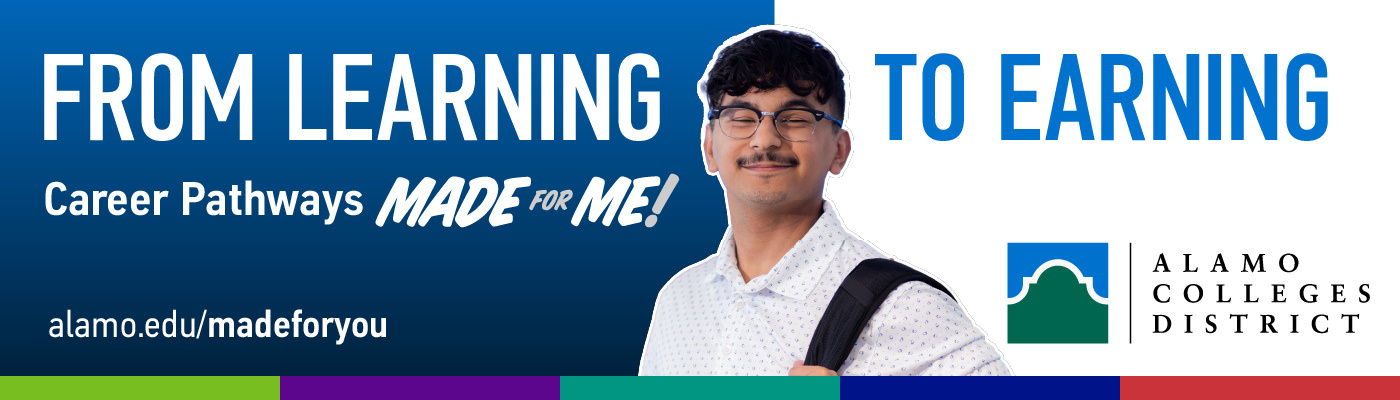 FROM LEARNING TO EARNING
Career Pathways MADE FOR ME!
alamo.edu/madeforyou
ALAMO
COLLEGES
DISTRICT